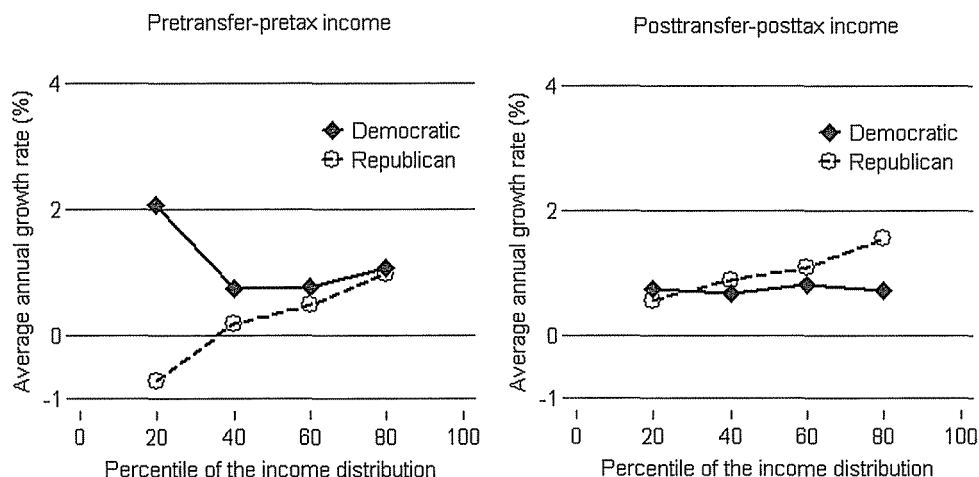 Pretransfer-pretax income
Average annual growth rate (%)
4
2
0
-1
Democratic
Republican
0 20 40 60 80 100
Percentile of the income distribution
Posttransfer-posttax income
Average annual growth rate (%)
4
2
0
-1
Democratic
Republican
0 20 40 60 80 100
Percentile of the income distribution